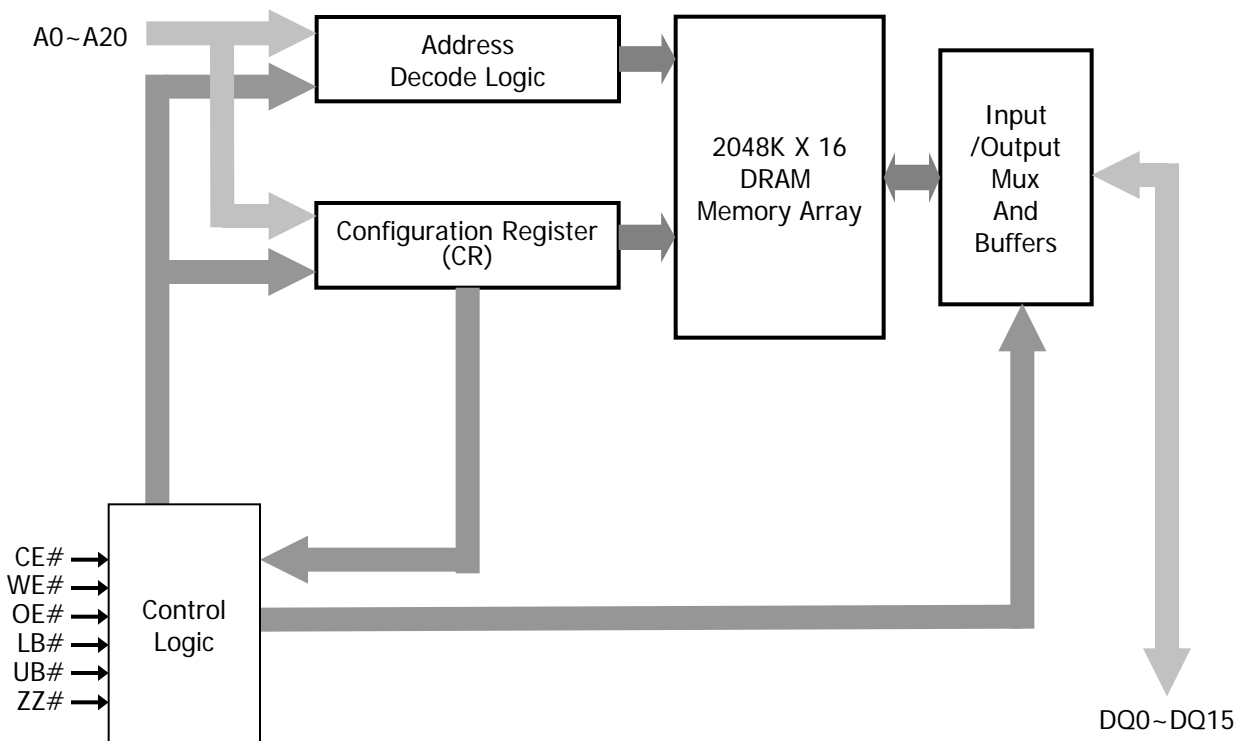 A0~A20
Address
Decode Logic
2048K X 16
DRAM
Memory Array
Input
/Output
Mux
And
Buffers
Configuration Register
(CR)
CE#
WE#
OE#
LB#
UB#
ZZ#
Control
Logic
DQ0~DQ15